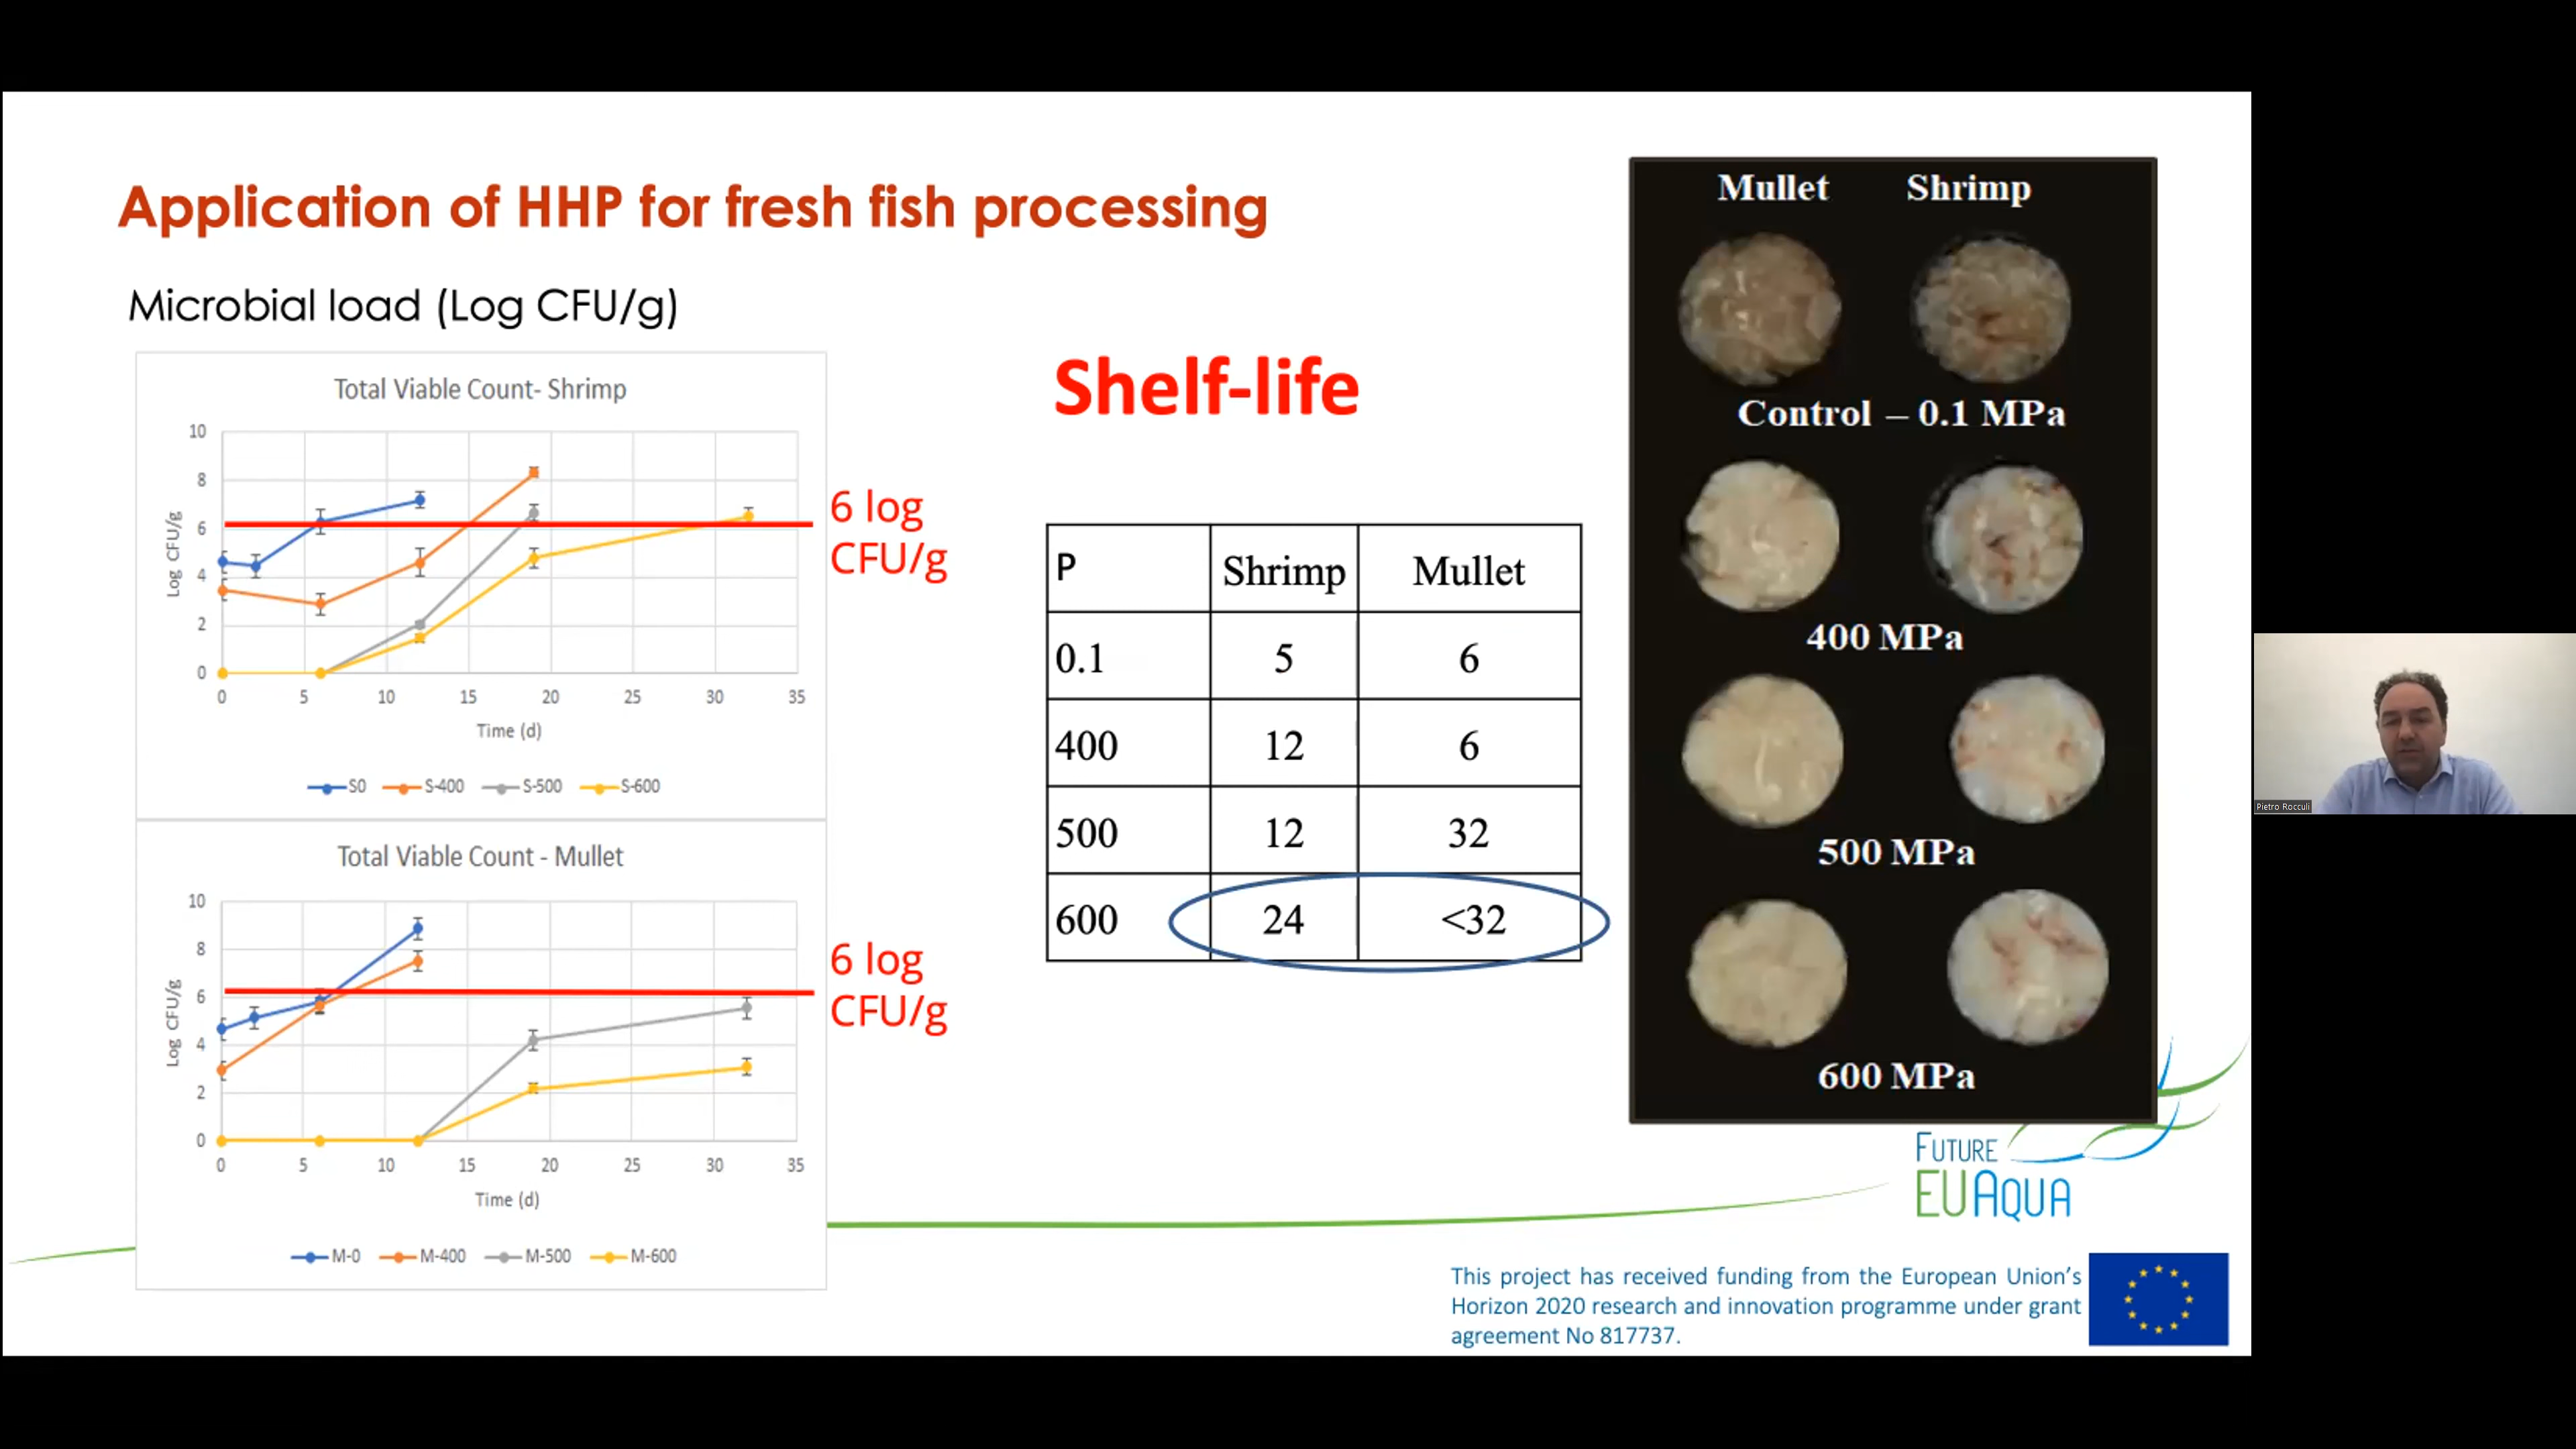 Application of HHP for fresh fish processing
Microbial load (Log CFU/g)
Total Viable Count- Shrimp
10
8
6
4
2
0
Log CFU/g
0 5 10 15 20 25 30 35
Time (d)
S0 S-400 S-500 S-600
6 log
CFU/g
Total Viable Count - Mullet
10
8
6
4
2
0
Log CFU/g
0 5 10 15 20 25 30 35
Time (d)
M-0 M-400 M-500 M-600
6 log
CFU/g
Shelf-life
P Shrimp Mullet
0.1 5 6
400 12 6
500 12 32
600 24 <32
Mullet Shrimp
Control – 0.1 MPa
400 MPa
500 MPa
600 MPa
FUTURE
EUAQUA
This project has received funding from the European Union's
Horizon 2020 research and innovation programme under grant
agreement No 817737.
Pietro Rocculi